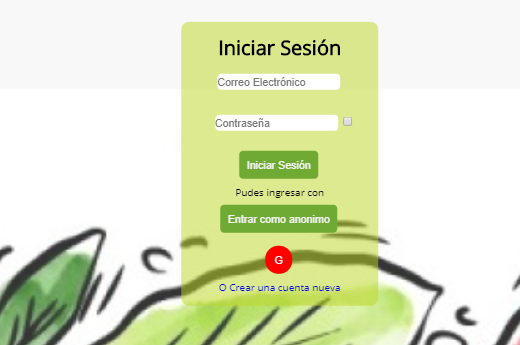 Iniciar Sesión
Correo Electrónico
Contraseña
Iniciar Sesión
Pudes ingresar con
Entrar como anonimo
G
O Crear una cuenta nueva